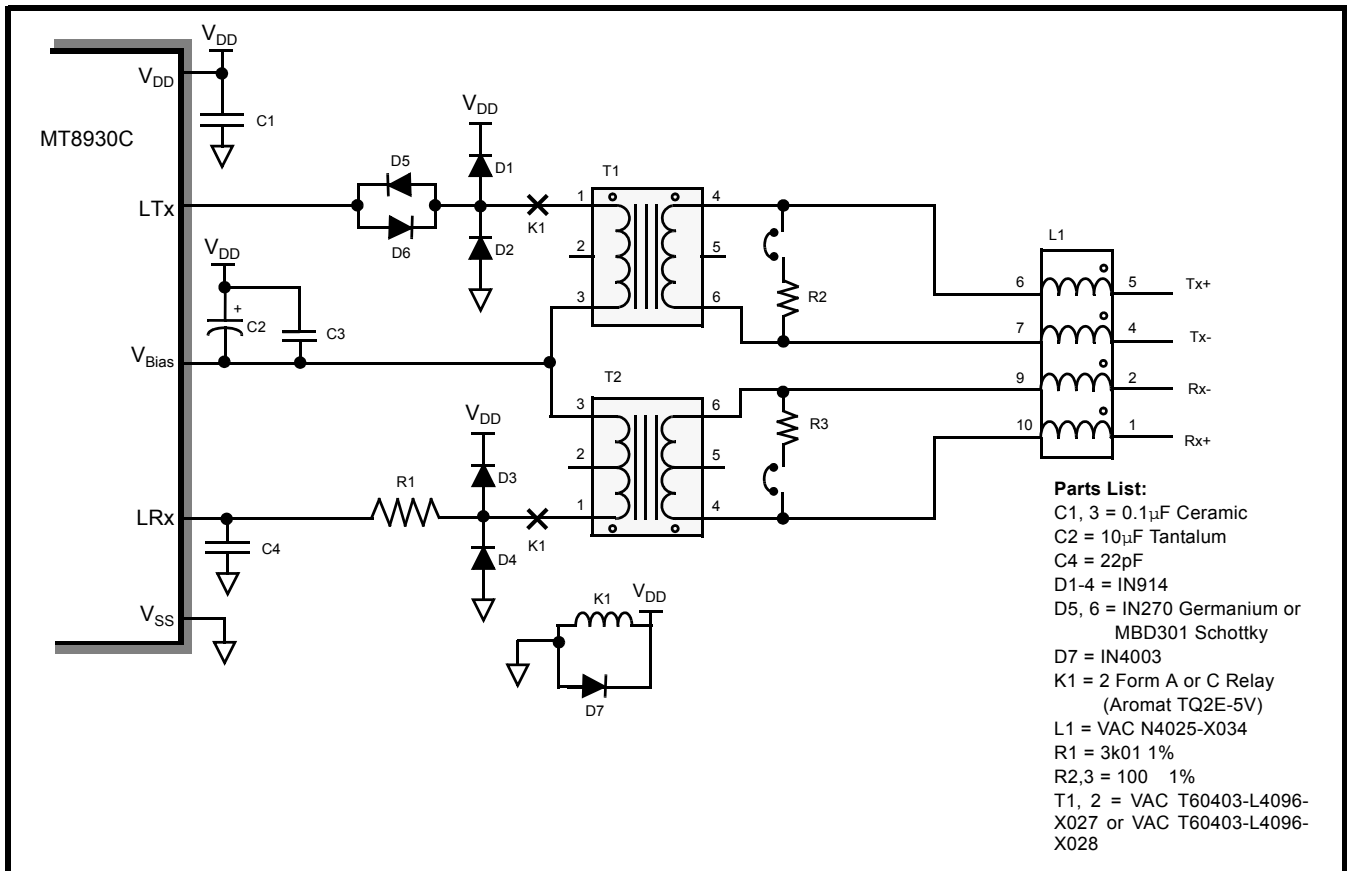 VDD
VDD
C1
MT8930C
VDD
D5
D1
T1
1
4
LTx
D6
K1
D2
2
5
VDD
+
C2
C3
3
6
R2
L1
6
5
Tx+
7
4
Tx-
VBias
9
2
Rx-
T2
3
6
VDD
R3
10
1
Rx+
D3
2
5
R1
1
4
LRx
C4
K1
D4
VSS
K1
VDD
D7
Parts List:
C1, 3 = 0.1µF Ceramic
C2 = 10µF Tantalum
C4 = 22pF
D1-4 = IN914
D5, 6 = IN270 Germanium or
MBD301 Schottky
D7 = IN4003
K1 = 2 Form A or C Relay
(Aromat TQ2E-5V)
L1 = VAC N4025-X034
R1 = 3k01 1%
R2,3 = 100 1%
T1, 2 = VAC T60403-L4096-
X027 or VAC T60403-L4096-
X028